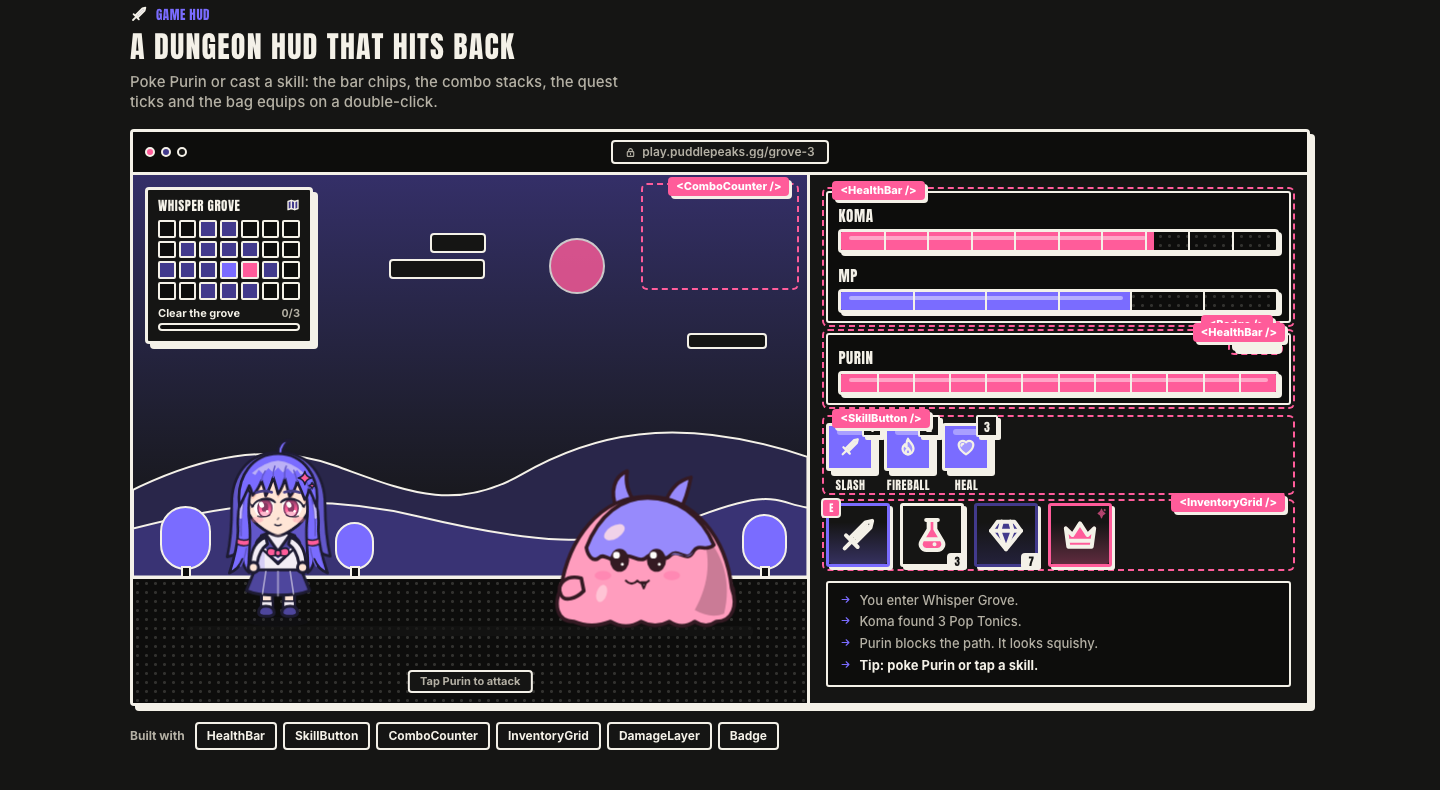 GAME HUD
A DUNGEON HUD THAT HITS BACK
Poke Purin or cast a skill: the bar chips, the combo stacks, the quest
ticks and the bag equips on a double-click.
play.puddlepeaks.gg/grove-3
WHISPER GROVE
Clear the grove 0/3
<ComboCounter />
Tap Purin to attack
<HealthBar />
KOMA
MP
<HealthBar />
PURIN
<SkillButton />
3
SLASH FIREBALL HEAL
<InventoryGrid />
E
3
7
You enter Whisper Grove.
Koma found 3 Pop Tonics.
Purin blocks the path. It looks squishy.
Tip: poke Purin or tap a skill.
Built with HealthBar SkillButton ComboCounter InventoryGrid DamageLayer Badge